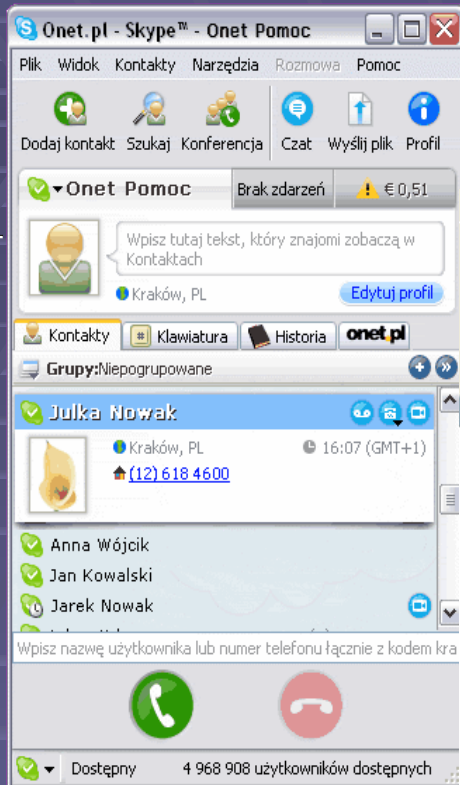 Onet.pl - Skype™ - Onet Pomoc
Plik Widok Kontakty Narzędzia Rozmowa Pomoc
Dodaj kontakt Szukaj Konferencja Czat Wyślij plik Profil
Onet Pomoc Brak zdarzeń € 0,51
Wpisz tutaj tekst, który znajomi zobaczą w
Kontaktach
Kraków, PL Edytuj profil
Kontakty Klawiatura Historia onet.pl
Grupy:Niepogrupowane
Julka Nowak
Kraków, PL 16:07 (GMT+1)
(12) 618 4600
Anna Wójcik
Jan Kowalski
Jarek Nowak
Wpisz nazwę użytkownika lub numer telefonu łącznie z kodem kra
Dostępny 4 968 908 użytkowników dostępnych